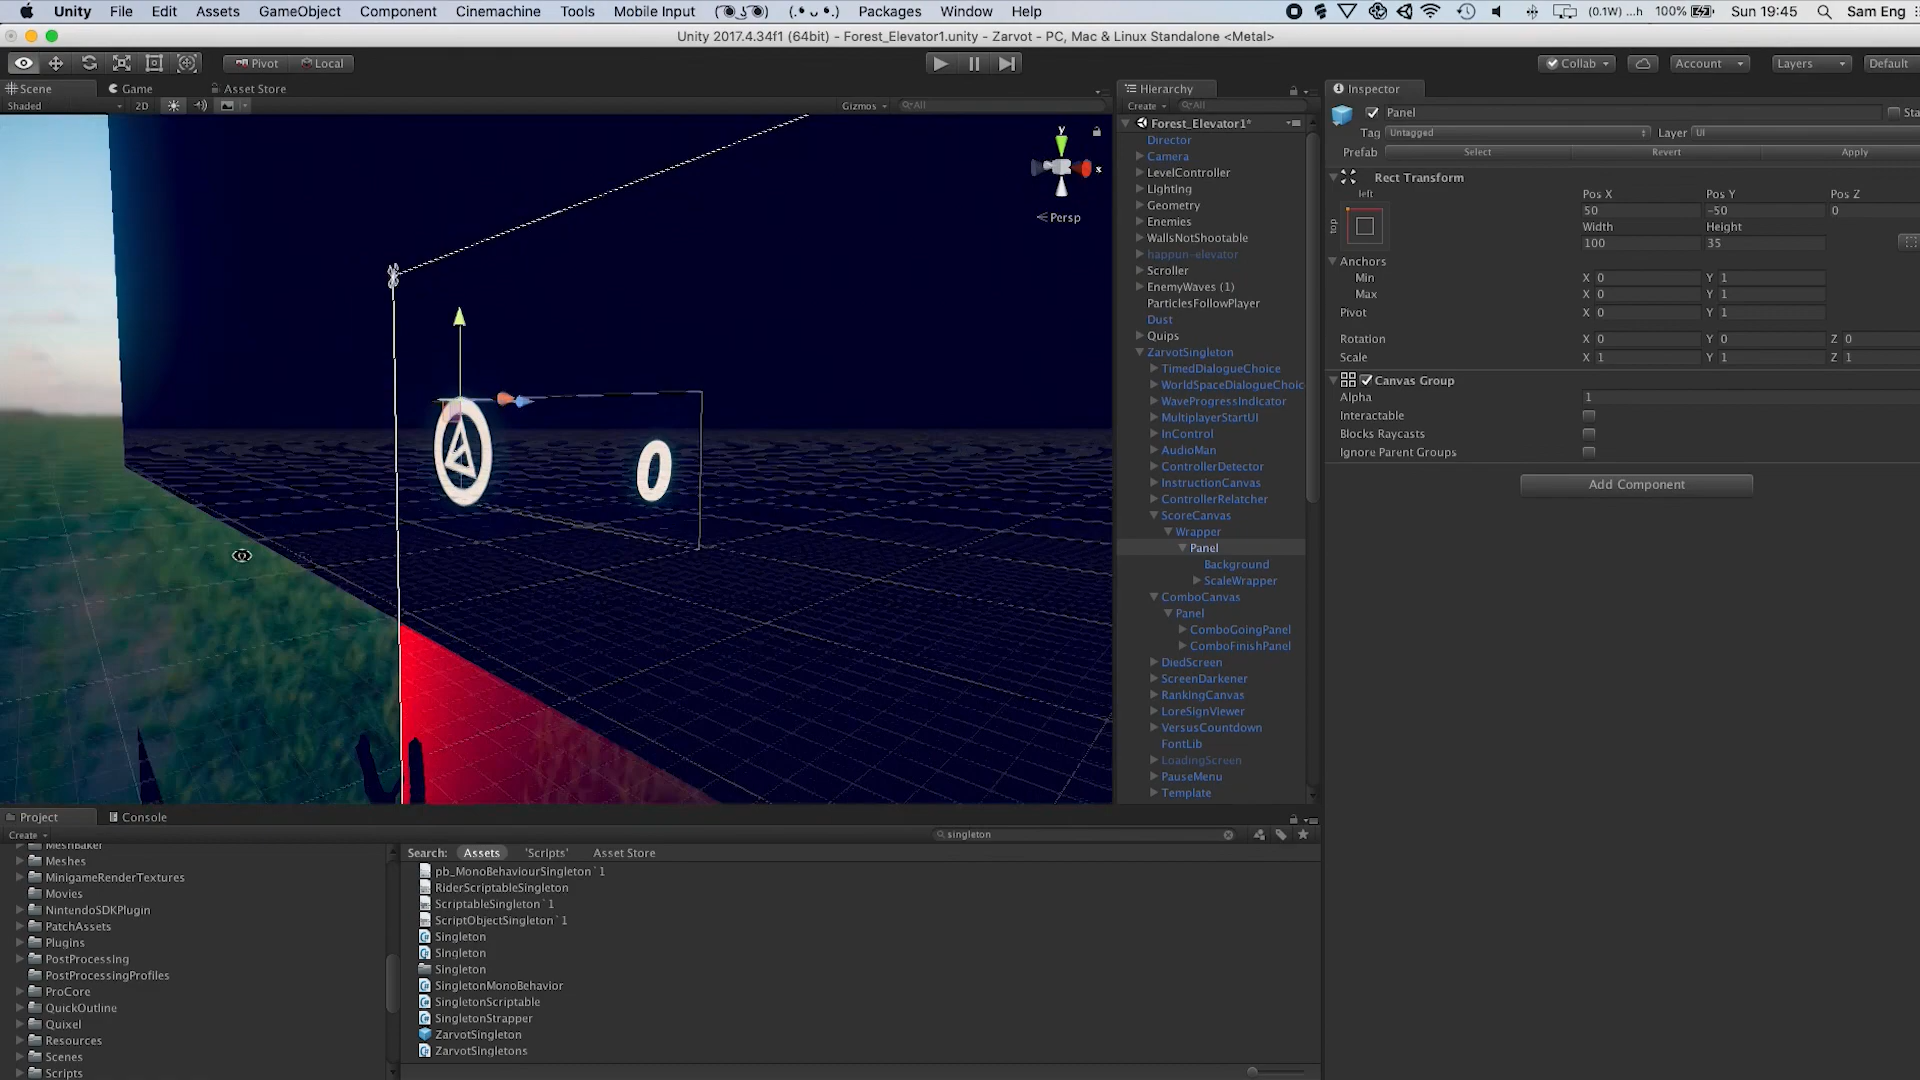 Unity File Edit Assets GameObject Component Cinemachine Tools Mobile Input ( ͡° ͜ʖ ͡°) (.• ᴗ •.) Packages Window Help (0.1W) ...h 100% Sun 19:45 Sam Eng
Unity 2017.4.34f1 (64bit) - Forest_Elevator1.unity - Zarvot - PC, Mac & Linux Standalone <Metal>
Pivot Local Collab Account Layers Default
Scene Game Asset Store
Shaded 2D Gizmos All
y
x
Persp
0
Hierarchy
Create All
Forest_Elevator1*
Director
Camera
LevelController
Lighting
Geometry
Enemies
WallsNotShootable
happun-elevator
Scroller
EnemyWaves (1)
ParticlesFollowPlayer
Dust
Quips
ZarvotSingleton
TimedDialogueChoice
WorldSpaceDialogueChoic
WaveProgressIndicator
MultiplayerStartUI
InControl
AudioMan
ControllerDetector
InstructionCanvas
ControllerRelatcher
ScoreCanvas
Wrapper
Panel
Background
ScaleWrapper
ComboCanvas
Panel
ComboGoingPanel
ComboFinishPanel
DiedScreen
ScreenDarkener
RankingCanvas
LoreSignViewer
VersusCountdown
FontLib
LoadingScreen
PauseMenu
Template
Inspector
Panel Sta
Tag Untagged Layer UI
Prefab Select Revert Apply
Rect Transform
left
top
Pos X Pos Y Pos Z
50 -50 0
Width Height
100 35
Anchors
Min X 0 Y 1
Max X 0 Y 1
Pivot X 0 Y 1
Rotation X 0 Y 0 Z 0
Scale X 1 Y 1 Z 1
Canvas Group
Alpha 1
Interactable
Blocks Raycasts
Ignore Parent Groups
Add Component
Project Console
Create singleton
MeshBaker
Meshes
MinigameRenderTextures
Movies
NintendoSDKPlugin
PatchAssets
Plugins
PostProcessing
PostProcessingProfiles
ProCore
QuickOutline
Quixel
Resources
Scenes
Scripts
Search: Assets 'Scripts' Asset Store
pb_MonoBehaviourSingleton`1
RiderScriptableSingleton
ScriptableSingleton`1
ScriptObjectSingleton`1
Singleton
Singleton
Singleton
SingletonMonoBehavior
SingletonScriptable
SingletonStrapper
ZarvotSingleton
ZarvotSingletons